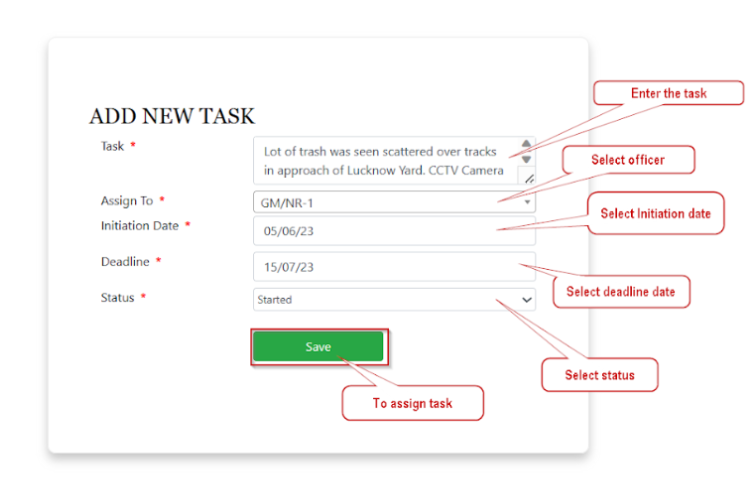 Enter the task
ADD NEW TASK
Task *
Lot of trash was seen scattered over tracks
in approach of Lucknow Yard. CCTV Camera
Select officer
Assign To *
GM/NR-1
Select Initiation date
Initiation Date *
05/06/23
Deadline *
15/07/23
Select deadline date
Status *
Started
Save
Select status
To assign task